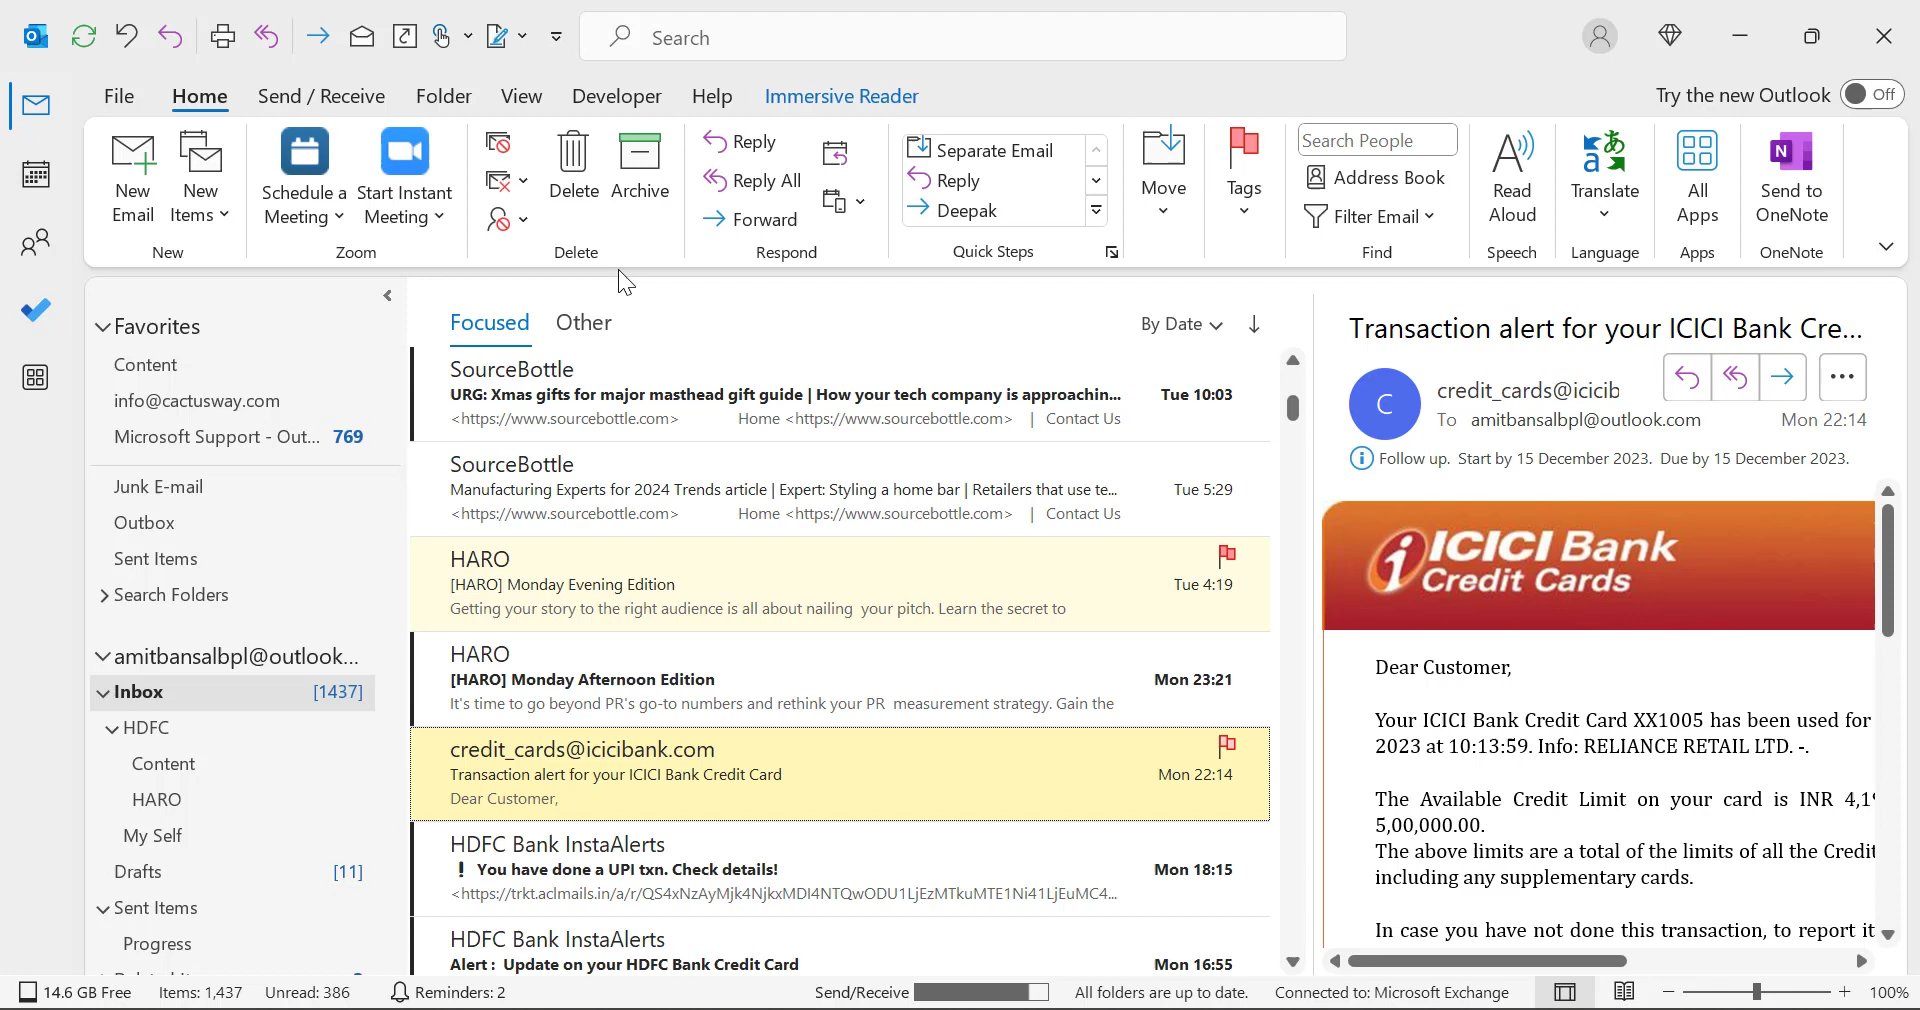 Search
File Home Send / Receive Folder View Developer Help Immersive Reader
Try the new Outlook Off
New Email
New Items
New
Schedule a Meeting
Start Instant Meeting
Zoom
Delete
Archive
Delete
Reply
Reply All
Forward
Respond
Separate Email
Reply
Deepak
Quick Steps
Move
Tags
Search People
Address Book
Filter Email
Find
Read Aloud
Speech
Translate
Language
All Apps
Apps
Send to OneNote
OneNote
Favorites
Content
info@cactusway.com
Microsoft Support - Out... 769
Junk E-mail
Outbox
Sent Items
Search Folders
amitbansalbpl@outlook...
Inbox [1437]
HDFC
Content
HARO
My Self
Drafts [11]
Sent Items
Progress
Focused Other By Date
SourceBottle
URG: Xmas gifts for major masthead gift guide | How your tech company is approachin... Tue 10:03
<https://www.sourcebottle.com> Home <https://www.sourcebottle.com> | Contact Us
SourceBottle
Manufacturing Experts for 2024 Trends article | Expert: Styling a home bar | Retailers that use te... Tue 5:29
<https://www.sourcebottle.com> Home <https://www.sourcebottle.com> | Contact Us
HARO
[HARO] Monday Evening Edition Tue 4:19
Getting your story to the right audience is all about nailing your pitch. Learn the secret to
HARO
[HARO] Monday Afternoon Edition Mon 23:21
It's time to go beyond PR's go-to numbers and rethink your PR measurement strategy. Gain the
credit_cards@icicibank.com
Transaction alert for your ICICI Bank Credit Card Mon 22:14
Dear Customer,
HDFC Bank InstaAlerts
! You have done a UPI txn. Check details! Mon 18:15
HDFC Bank InstaAlerts
Alert : Update on your HDFC Bank Credit Card Mon 16:55
Transaction alert for your ICICI Bank Cre...
C
credit_cards@icicib
To amitbansalbpl@outlook.com Mon 22:14
Follow up. Start by 15 December 2023. Due by 15 December 2023.
ICICI Bank
Credit Cards
Dear Customer,
Your ICICI Bank Credit Card XX1005 has been used for
2023 at 10:13:59. Info: RELIANCE RETAIL LTD. -.
The Available Credit Limit on your card is INR 4,1
5,00,000.00.
The above limits are a total of the limits of all the Credit
including any supplementary cards.
In case you have not done this transaction, to report it
14.6 GB Free Items: 1,437 Unread: 386 Reminders: 2 Send/Receive All folders are up to date. Connected to: Microsoft Exchange 100%